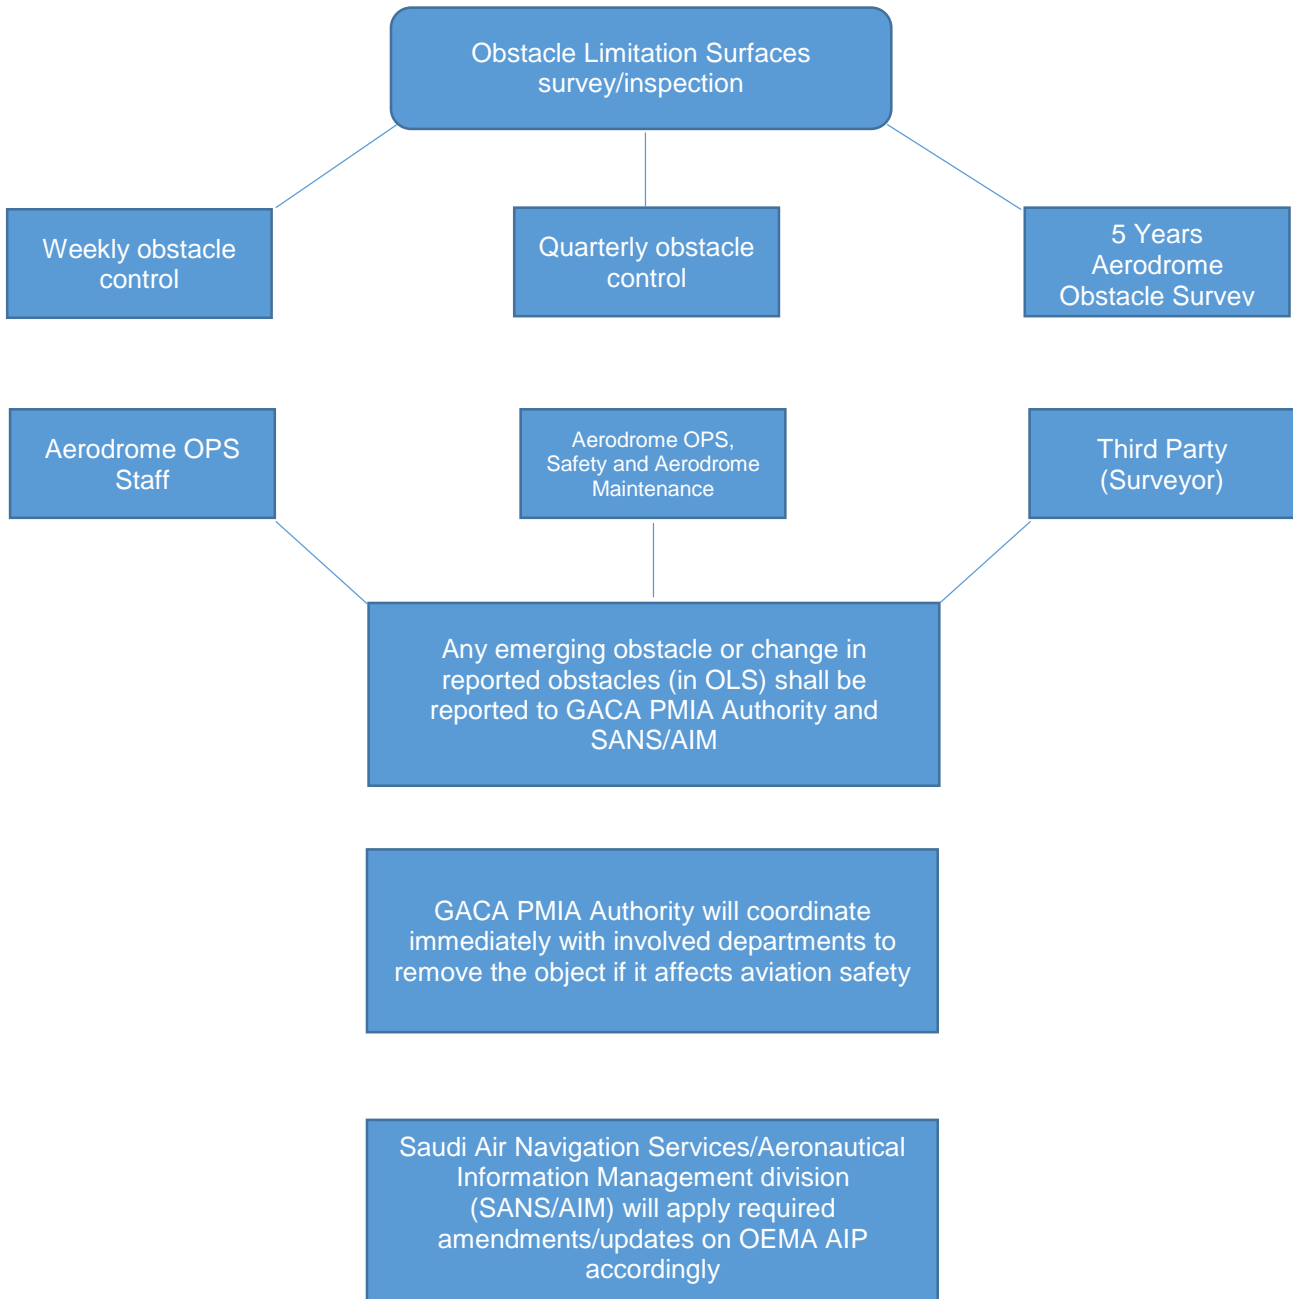 Obstacle Limitation Surfaces
survey/inspection
Weekly obstacle
control
Quarterly obstacle
control
5 Years
Aerodrome
Obstacle Survey
Aerodrome OPS
Staff
Aerodrome OPS,
Safety and Aerodrome
Maintenance
Third Party
(Surveyor)
Any emerging obstacle or change in
reported obstacles (in OLS) shall be
reported to GACA PMIA Authority and
SANS/AIM
GACA PMIA Authority will coordinate
immediately with involved departments to
remove the object if it affects aviation safety
Saudi Air Navigation Services/Aeronautical
Information Management division
(SANS/AIM) will apply required
amendments/updates on OEMA AIP
accordingly